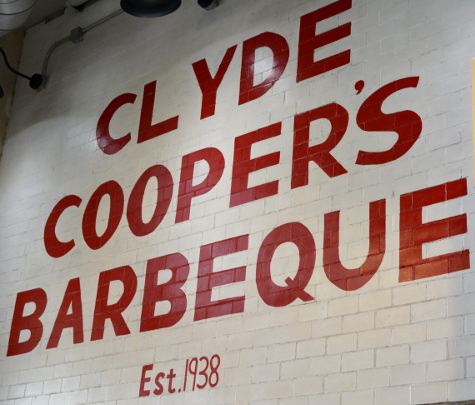 CLYDE
COOPER'S
BARBEQUE
Est. 1938